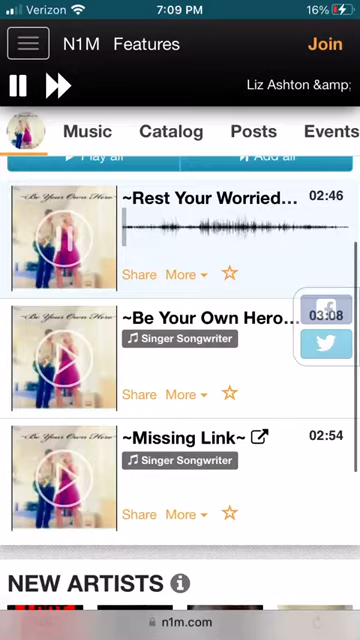 Verizon 7:09 PM 16%
N1M Features Join
Liz Ashton &amp;
Music Catalog Posts Events
Play all Add all
~Be Your Own Hero~
~Rest Your Worried... 02:46
Share More
~Be Your Own Hero~
~Be Your Own Hero... 03:08
Singer Songwriter
Share More
~Be Your Own Hero~
~Missing Link~ 02:54
Singer Songwriter
Share More
NEW ARTISTS i
n1m.com